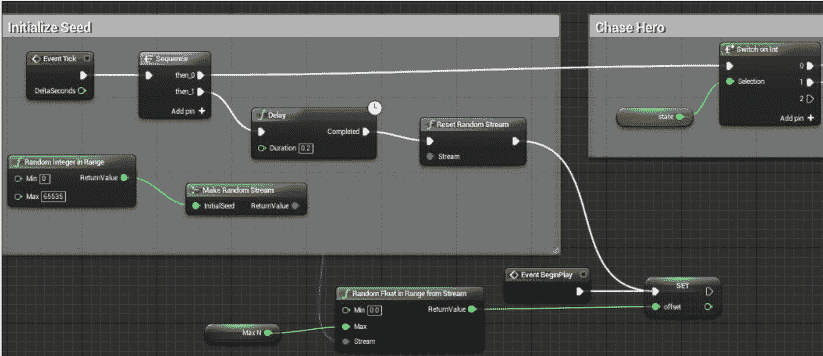 Initialize Seed
Chase Hero
Event Tick
DeltaSeconds
Sequence
then_0
then_1
Add pin +
Switch on Int
Selection
0
1
2
Add pin +
state
Delay
Completed
Duration 0.2
Reset Random Stream
Stream
Random Integer in Range
Min 0
ReturnValue
Max 65535
Make Random Stream
InitialSeed
ReturnValue
Event BeginPlay
SET
offset
Random Float in Range from Stream
Min 0.0
ReturnValue
Max
Stream
Max N